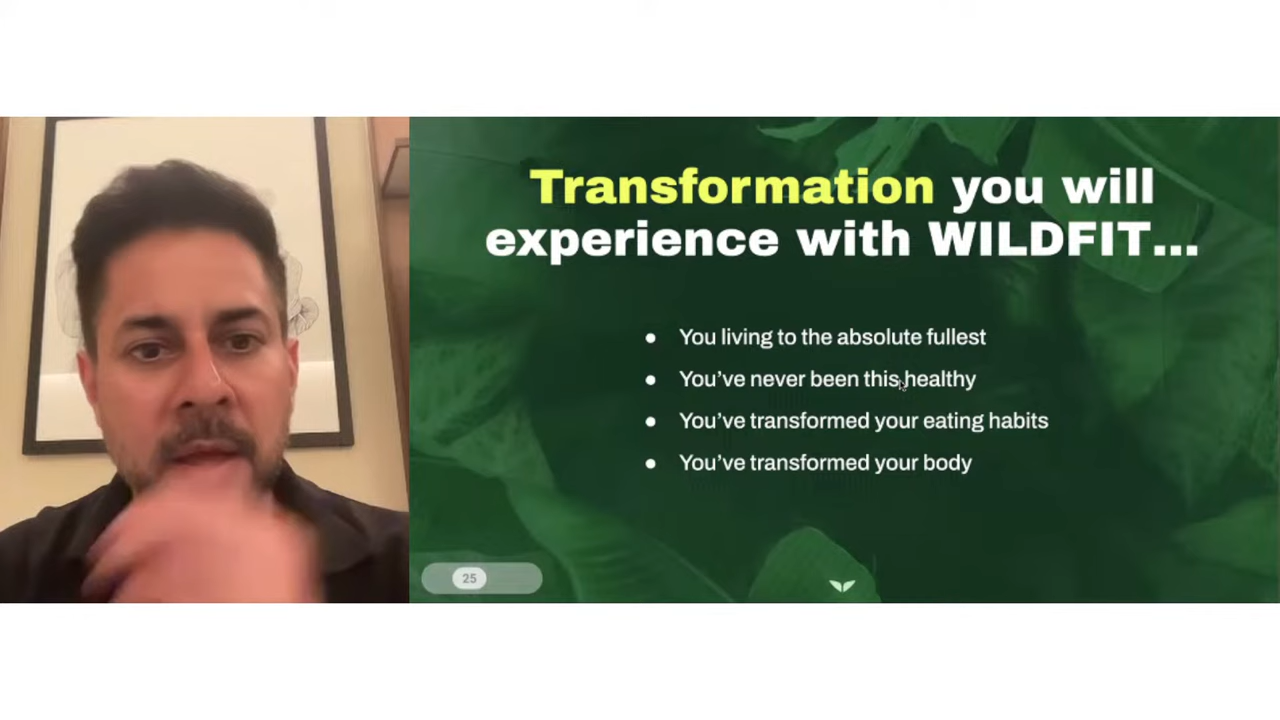 Transformation you will
experience with WILDFIT...
● You living to the absolute fullest
● You’ve never been this healthy
● You’ve transformed your eating habits
● You’ve transformed your body
25